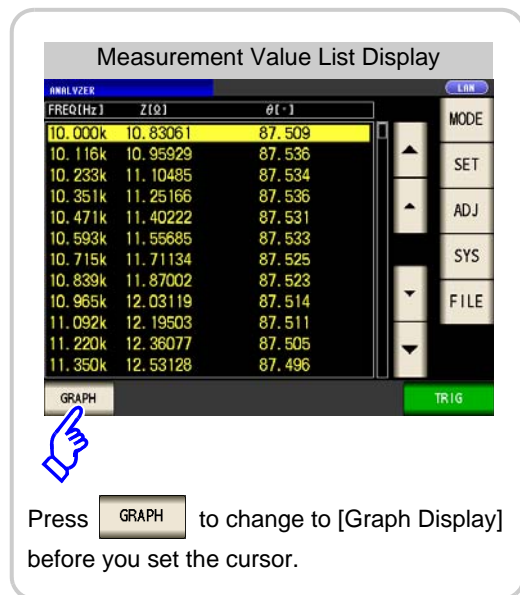 Measurement Value List Display
ANALYZER LAN
FREQ[Hz] Z[Ω] θ[°]
10.000k 10.83061 87.509
10.116k 10.95929 87.536
10.233k 11.10485 87.534
10.351k 11.25166 87.536
10.471k 11.40222 87.531
10.593k 11.55685 87.533
10.715k 11.71134 87.525
10.839k 11.87002 87.523
10.965k 12.03119 87.514
11.092k 12.19503 87.511
11.220k 12.36077 87.505
11.350k 12.53128 87.496
MODE
SET
ADJ
SYS
FILE
GRAPH TRIG
Press GRAPH to change to [Graph Display]
before you set the cursor.